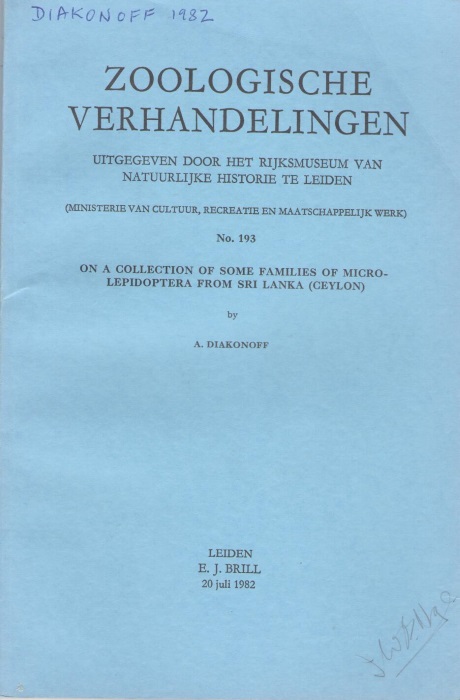 DIAKONOFF 1982
ZOOLOGISCHE
VERHANDELINGEN
UITGEGEVEN DOOR HET RIJKSMUSEUM VAN
NATUURLIJKE HISTORIE TE LEIDEN
(MINISTERIE VAN CULTUUR, RECREATIE EN MAATSCHAPPELIJK WERK)
No. 193
ON A COLLECTION OF SOME FAMILIES OF MICRO-
LEPIDOPTERA FROM SRI LANKA (CEYLON)
by
A. DIAKONOFF
LEIDEN
E. J. BRILL
20 juli 1982